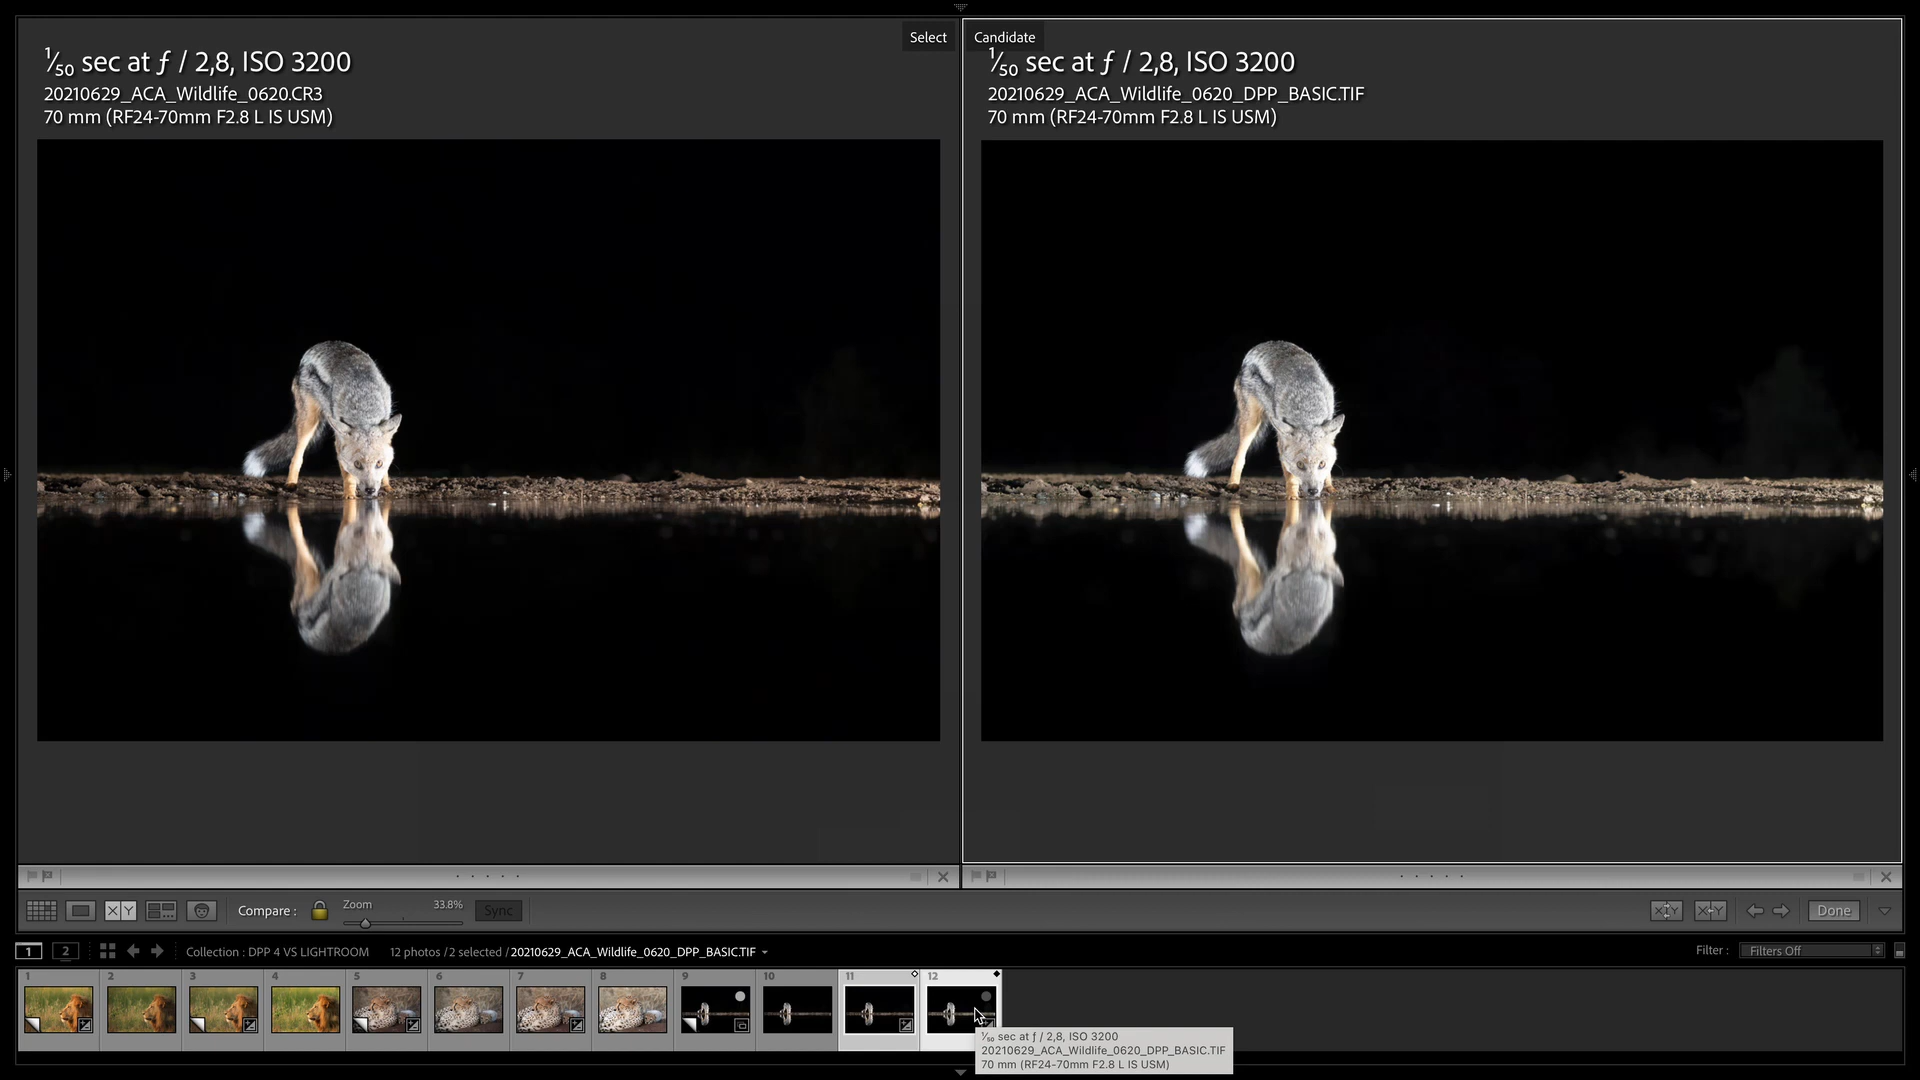 Select
¹⁄₅₀ sec at ƒ / 2,8, ISO 3200
20210629_ACA_Wildlife_0620.CR3
70 mm (RF24-70mm F2.8 L IS USM)
Candidate
¹⁄₅₀ sec at ƒ / 2,8, ISO 3200
20210629_ACA_Wildlife_0620_DPP_BASIC.TIF
70 mm (RF24-70mm F2.8 L IS USM)
X Y Compare : Zoom 33.8% Sync
X Y X Y Done
1 2 Collection : DPP 4 VS LIGHTROOM 12 photos / 2 selected / 20210629_ACA_Wildlife_0620_DPP_BASIC.TIF Filter : Filters Off
1 2 3 4 5 6 7 8 9 10 11 12
¹⁄₅₀ sec at ƒ / 2,8, ISO 3200
20210629_ACA_Wildlife_0620_DPP_BASIC.TIF
70 mm (RF24-70mm F2.8 L IS USM)